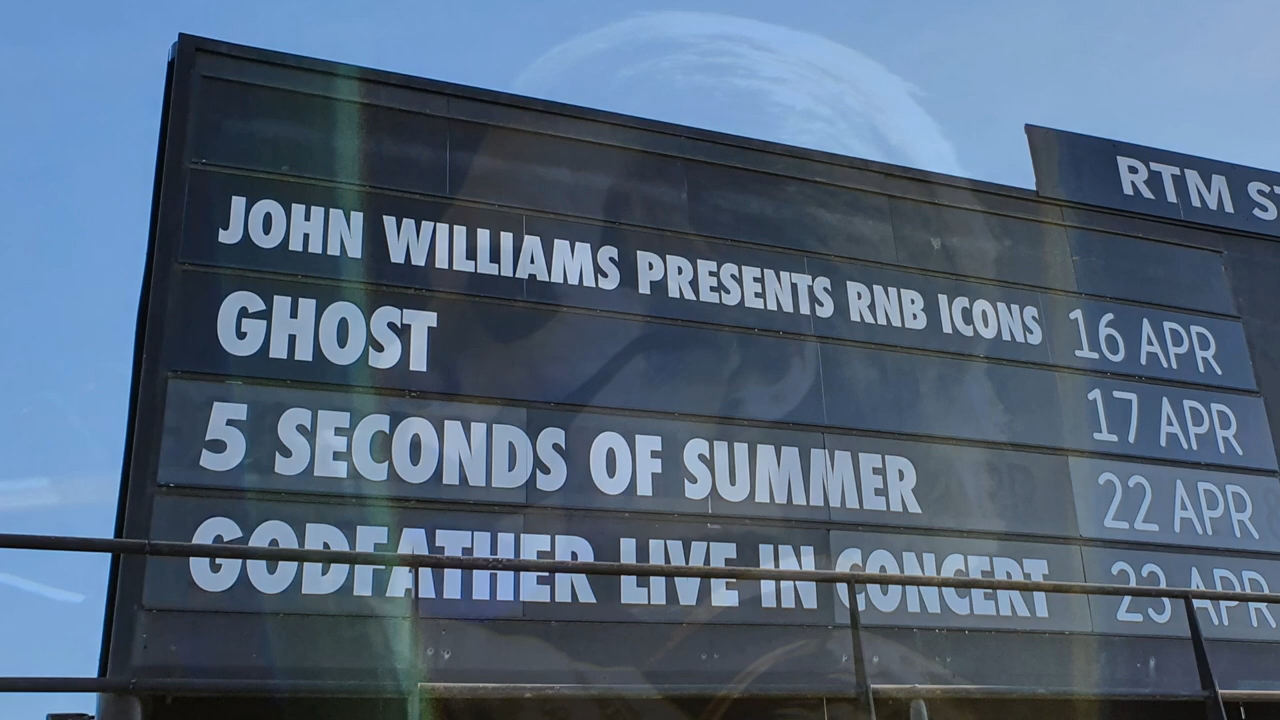 RTM
JOHN WILLIAMS PRESENTS RNB ICONS 16 APR
GHOST 17 APR
5 SECONDS OF SUMMER 22 APR
GODFATHER LIVE IN CONCERT 23 APR